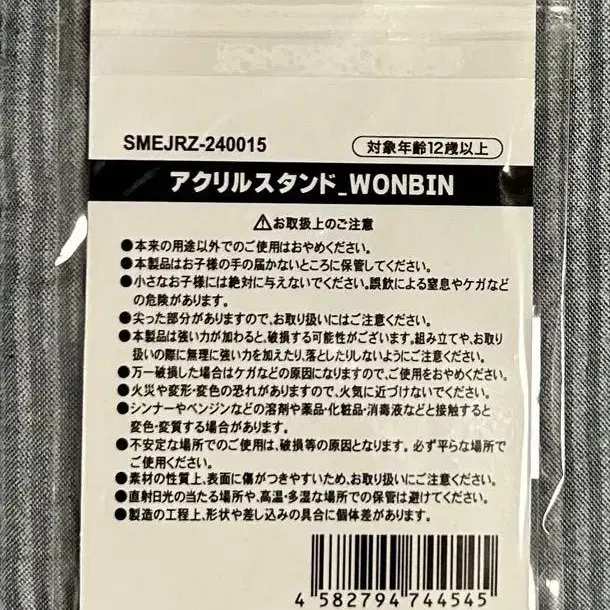 SMEJRZ-240015
対象年齢12歳以上
アクリルスタンド_WONBIN
⚠お取扱上のご注意
●本来の用途以外でのご使用はおやめください。
●本製品はお子様の手の届かないところに保管してください。
●小さなお子様には絶対に与えないでください。誤飲による窒息やケガなど
の危険があります。
●尖った部分がありますので、お取り扱いにはご注意ください。
●本製品は強い力が加わると、破損する可能性がございます。組み立てや、お取り
扱いの際に無理に強い力を加えたり、落としたりしないようにご注意ください。
●万一破損した場合はケガなどの原因になりますので、ご使用をおやめください。
●火災や変形・変色の恐れがありますので、火気に近づけないでください。
●シンナーやベンジンなどの溶剤や薬品・化粧品・消毒液などと接触すると
変色・変質する場合があります。
●不安定な場所でのご使用は、破損等の原因となります。必ず平らな場所で
ご使用ください。
●素材の性質上、表面に傷がつきやすいため、お取り扱いにご注意ください。
●直射日光の当たる場所や、高温・多湿な場所での保管は避けてください。
●製造の工程上、形状や差し込みの具合に個体差があります。
4 582794 744545